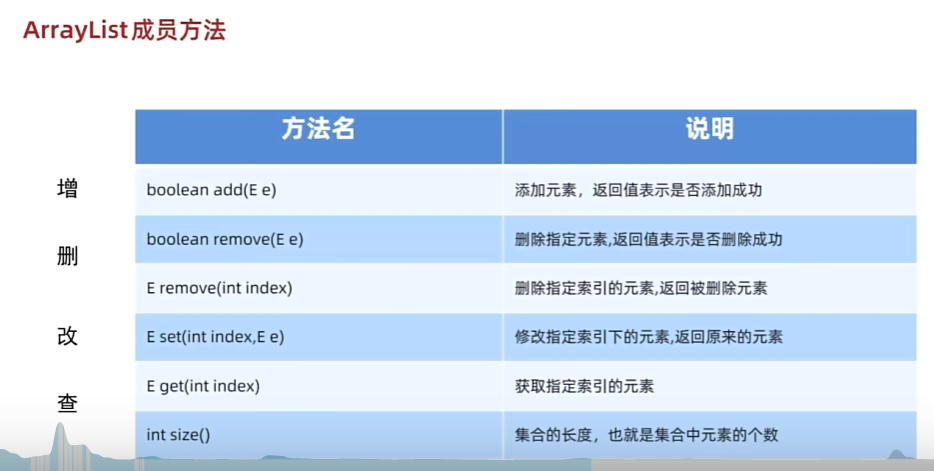 ArrayList成员方法
方法名 说明
增
boolean add(E e) 添加元素，返回值表示是否添加成功
boolean remove(E e) 删除指定元素,返回值表示是否删除成功
删
E remove(int index) 删除指定索引的元素,返回被删除元素
改
E set(int index,E e) 修改指定索引下的元素,返回原来的元素
E get(int index) 获取指定索引的元素
查
int size() 集合的长度，也就是集合中元素的个数